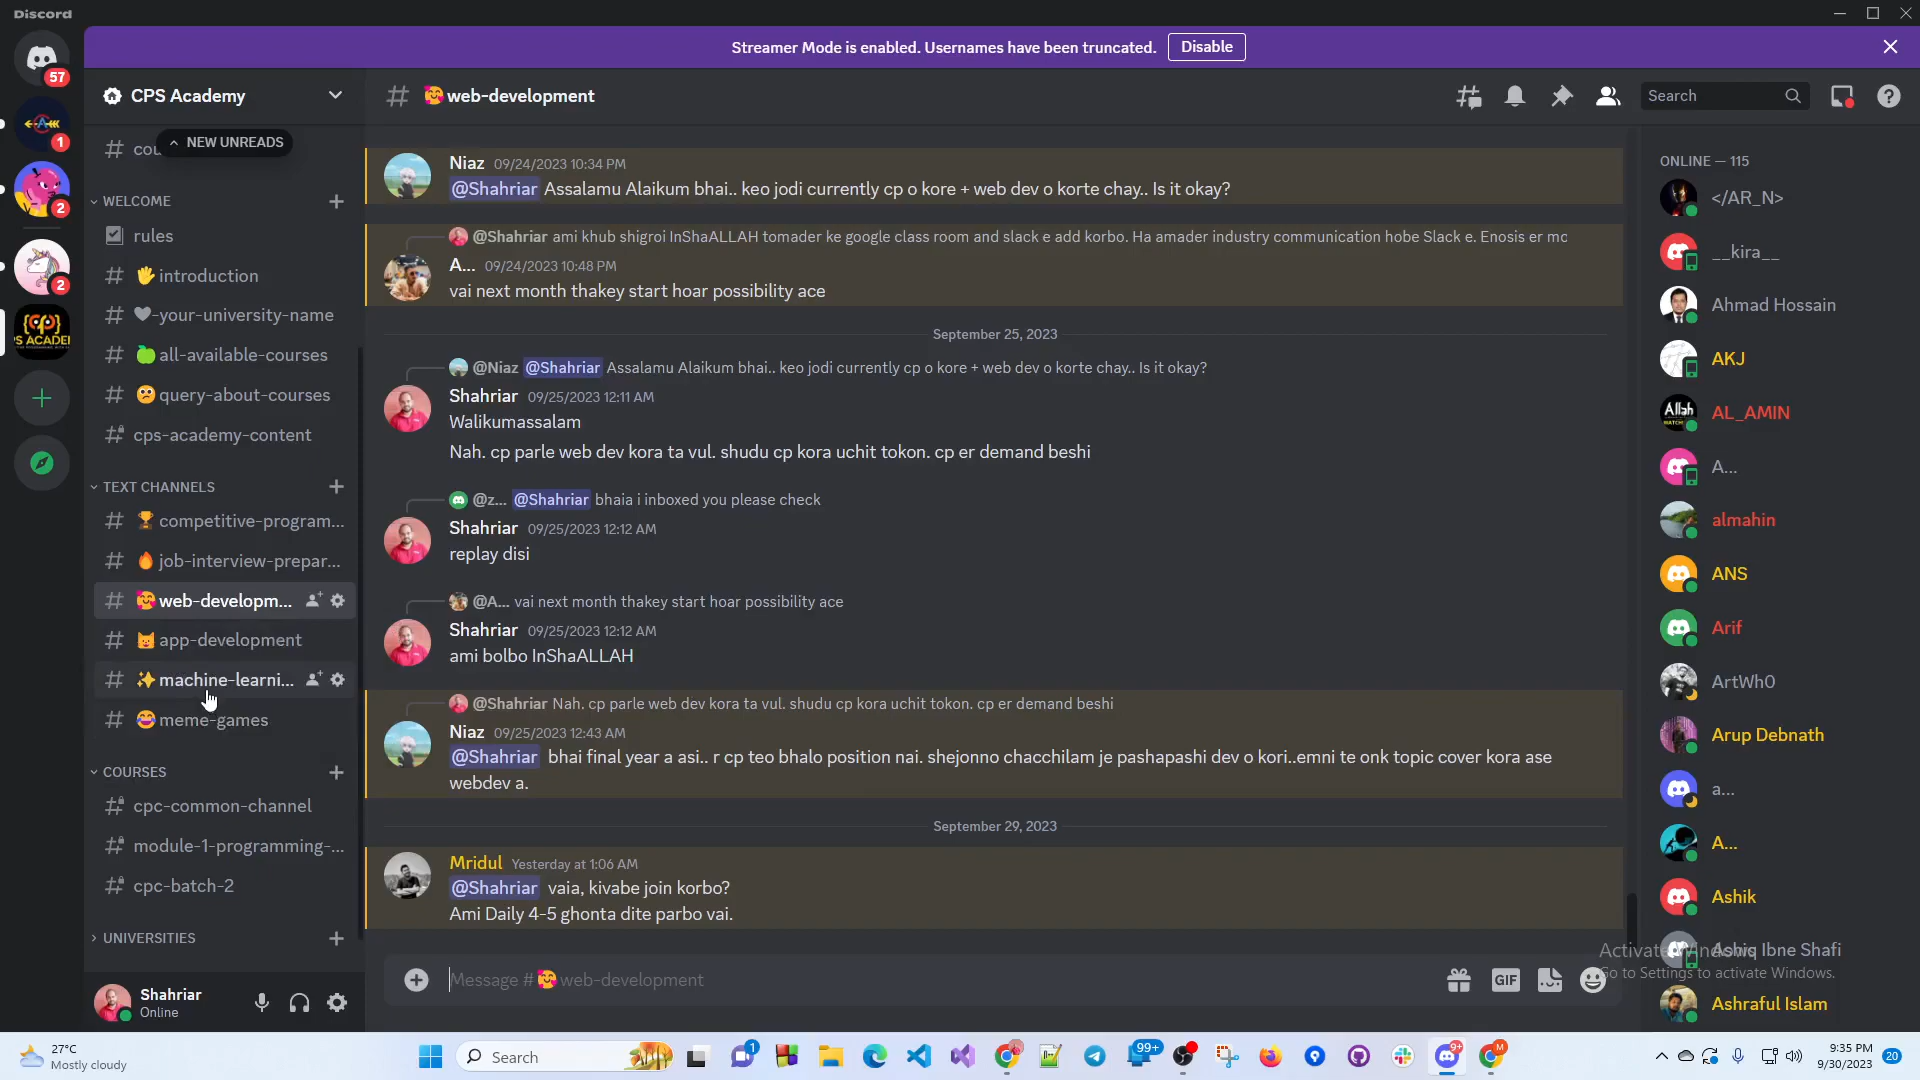 Discord
Streamer Mode is enabled. Usernames have been truncated.
Disable
57
1
2
2
CPS ACADEMY
CPS Academy
NEW UNREADS
WELCOME
rules
introduction
-your-university-name
all-available-courses
query-about-courses
cps-academy-content
TEXT CHANNELS
competitive-program...
job-interview-prepar...
web-developm...
app-development
machine-learni...
meme-games
COURSES
cpc-common-channel
module-1-programming-...
cpc-batch-2
UNIVERSITIES
Shahriar
Online
web-development
Search
Niaz 09/24/2023 10:34 PM
@Shahriar Assalamu Alaikum bhai.. keo jodi currently cp o kore + web dev o korte chay.. Is it okay?
@Shahriar ami khub shigroi InShaALLAH tomader ke google class room and slack e add korbo. Ha amader industry communication hobe Slack e. Enosis er mc
A... 09/24/2023 10:48 PM
vai next month thakey start hoar possibility ace
September 25, 2023
@Niaz @Shahriar Assalamu Alaikum bhai.. keo jodi currently cp o kore + web dev o korte chay.. Is it okay?
Shahriar 09/25/2023 12:11 AM
Walikumassalam
Nah. cp parle web dev kora ta vul. shudu cp kora uchit tokon. cp er demand beshi
@z... @Shahriar bhaia i inboxed you please check
Shahriar 09/25/2023 12:12 AM
replay disi
@A... vai next month thakey start hoar possibility ace
Shahriar 09/25/2023 12:12 AM
ami bolbo InShaALLAH
@Shahriar Nah. cp parle web dev kora ta vul. shudu cp kora uchit tokon. cp er demand beshi
Niaz 09/25/2023 12:43 AM
@Shahriar bhai final year a asi.. r cp teo bhalo position nai. shejonno chacchilam je pashapashi dev o kori..emni te onk topic cover kora ase
webdev a.
September 29, 2023
Mridul Yesterday at 1:06 AM
@Shahriar vaia, kivabe join korbo?
Ami Daily 4-5 ghonta dite parbo vai.
Message # web-development
GIF
ONLINE — 115
</AR_N>
__kira__
Ahmad Hossain
AKJ
Allah
AL_AMIN
A...
almahin
ANS
Arif
ArtWh0
Arup Debnath
a...
A...
Ashik
Ashiq Ibne Shafi
Ashraful Islam
Activate Windows
Go to Settings to activate Windows.
27°C
Mostly cloudy
Search
1
99+
9+
M
9:35 PM
9/30/2023
20